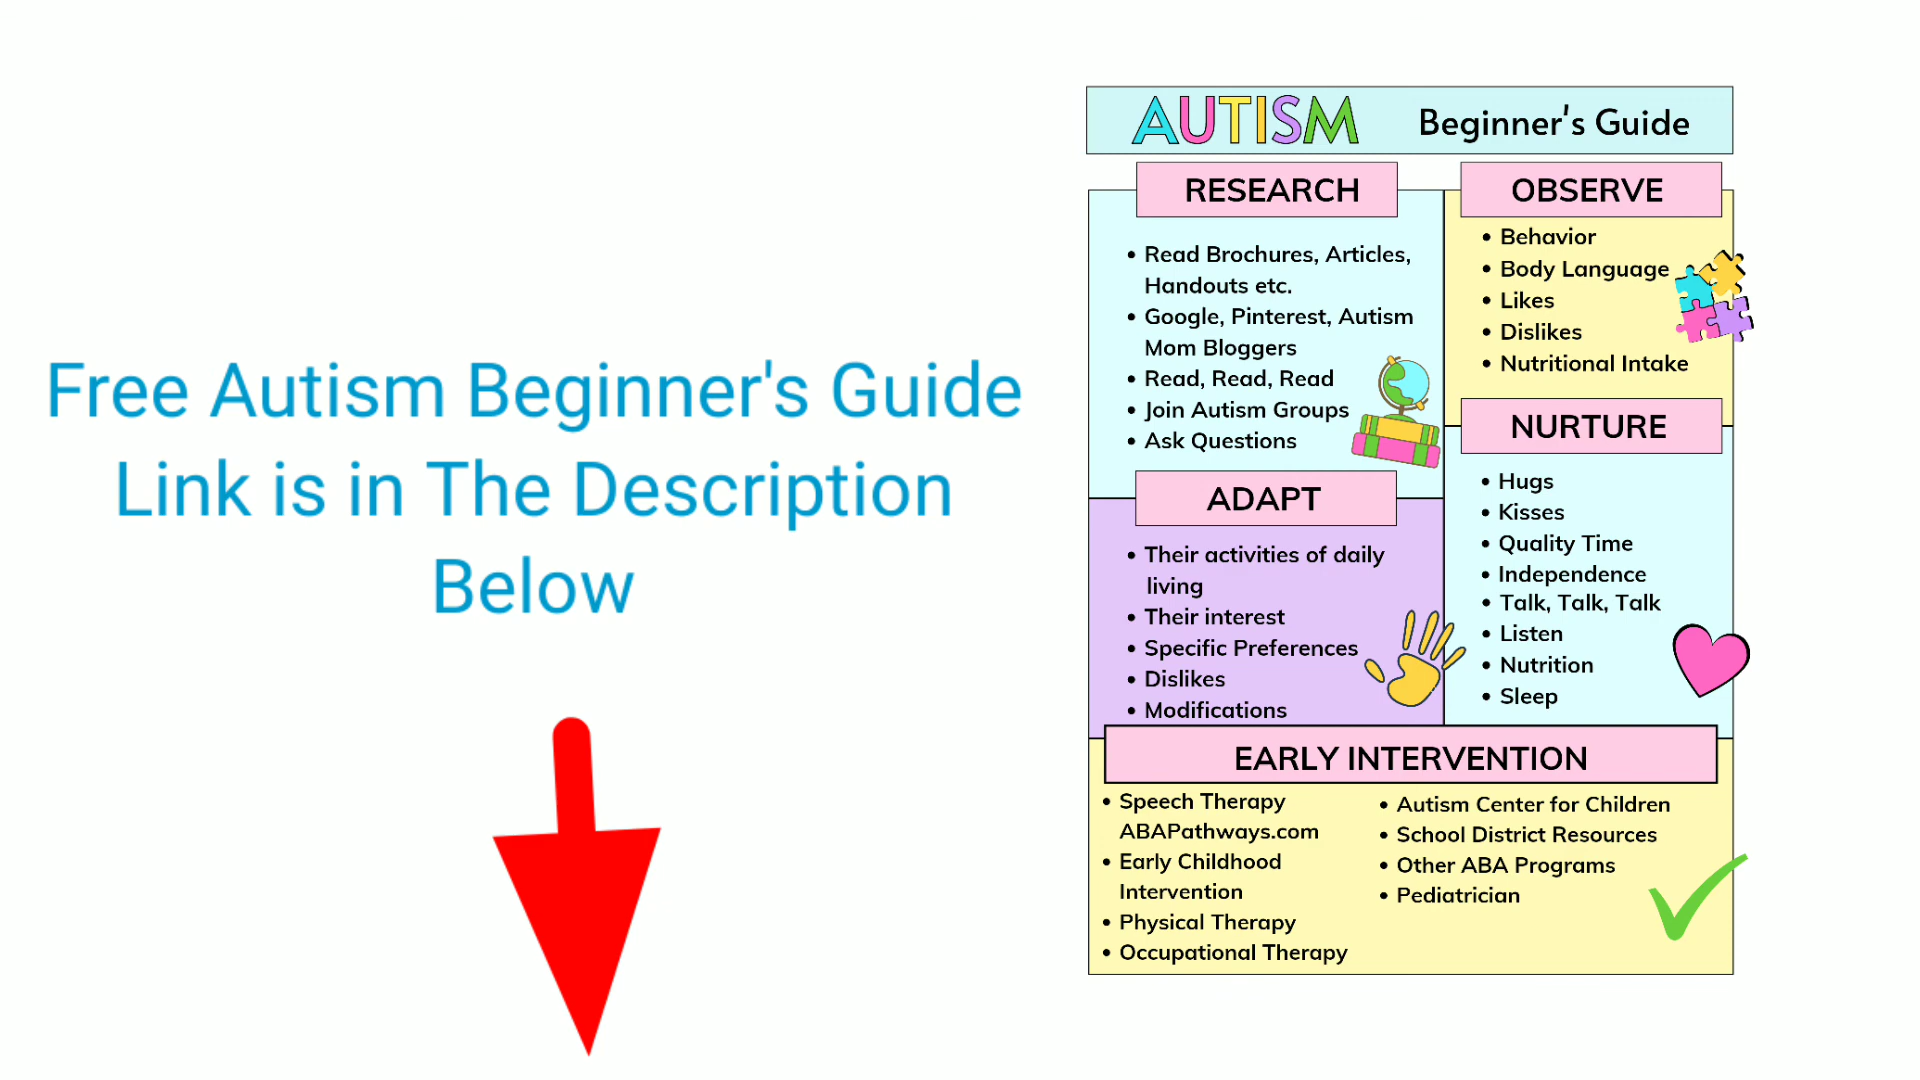 Free Autism Beginner's Guide
Link is in The Description
Below
AUTISM Beginner's Guide
RESEARCH
• Read Brochures, Articles,
Handouts etc.
• Google, Pinterest, Autism
Mom Bloggers
• Read, Read, Read
• Join Autism Groups
• Ask Questions
OBSERVE
• Behavior
• Body Language
• Likes
• Dislikes
• Nutritional Intake
ADAPT
• Their activities of daily
living
• Their interest
• Specific Preferences
• Dislikes
• Modifications
NURTURE
• Hugs
• Kisses
• Quality Time
• Independence
• Talk, Talk, Talk
• Listen
• Nutrition
• Sleep
EARLY INTERVENTION
• Speech Therapy
ABAPathways.com
• Early Childhood
Intervention
• Physical Therapy
• Occupational Therapy
• Autism Center for Children
• School District Resources
• Other ABA Programs
• Pediatrician